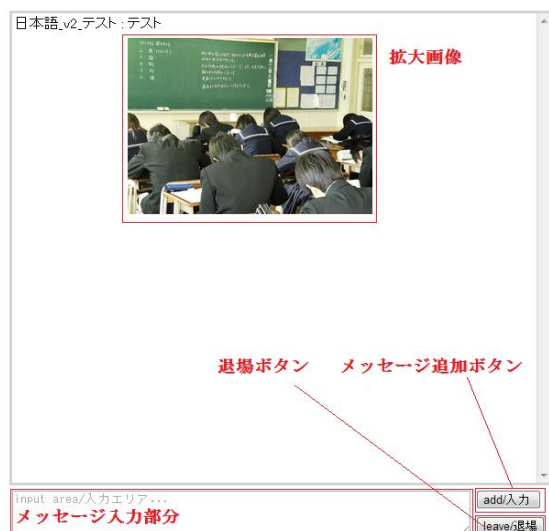 日本語_v2_テスト : テスト
拡大画像
退場ボタン
メッセージ追加ボタン
input area/入力エリア...
add/入力
メッセージ入力部分
leave/退場